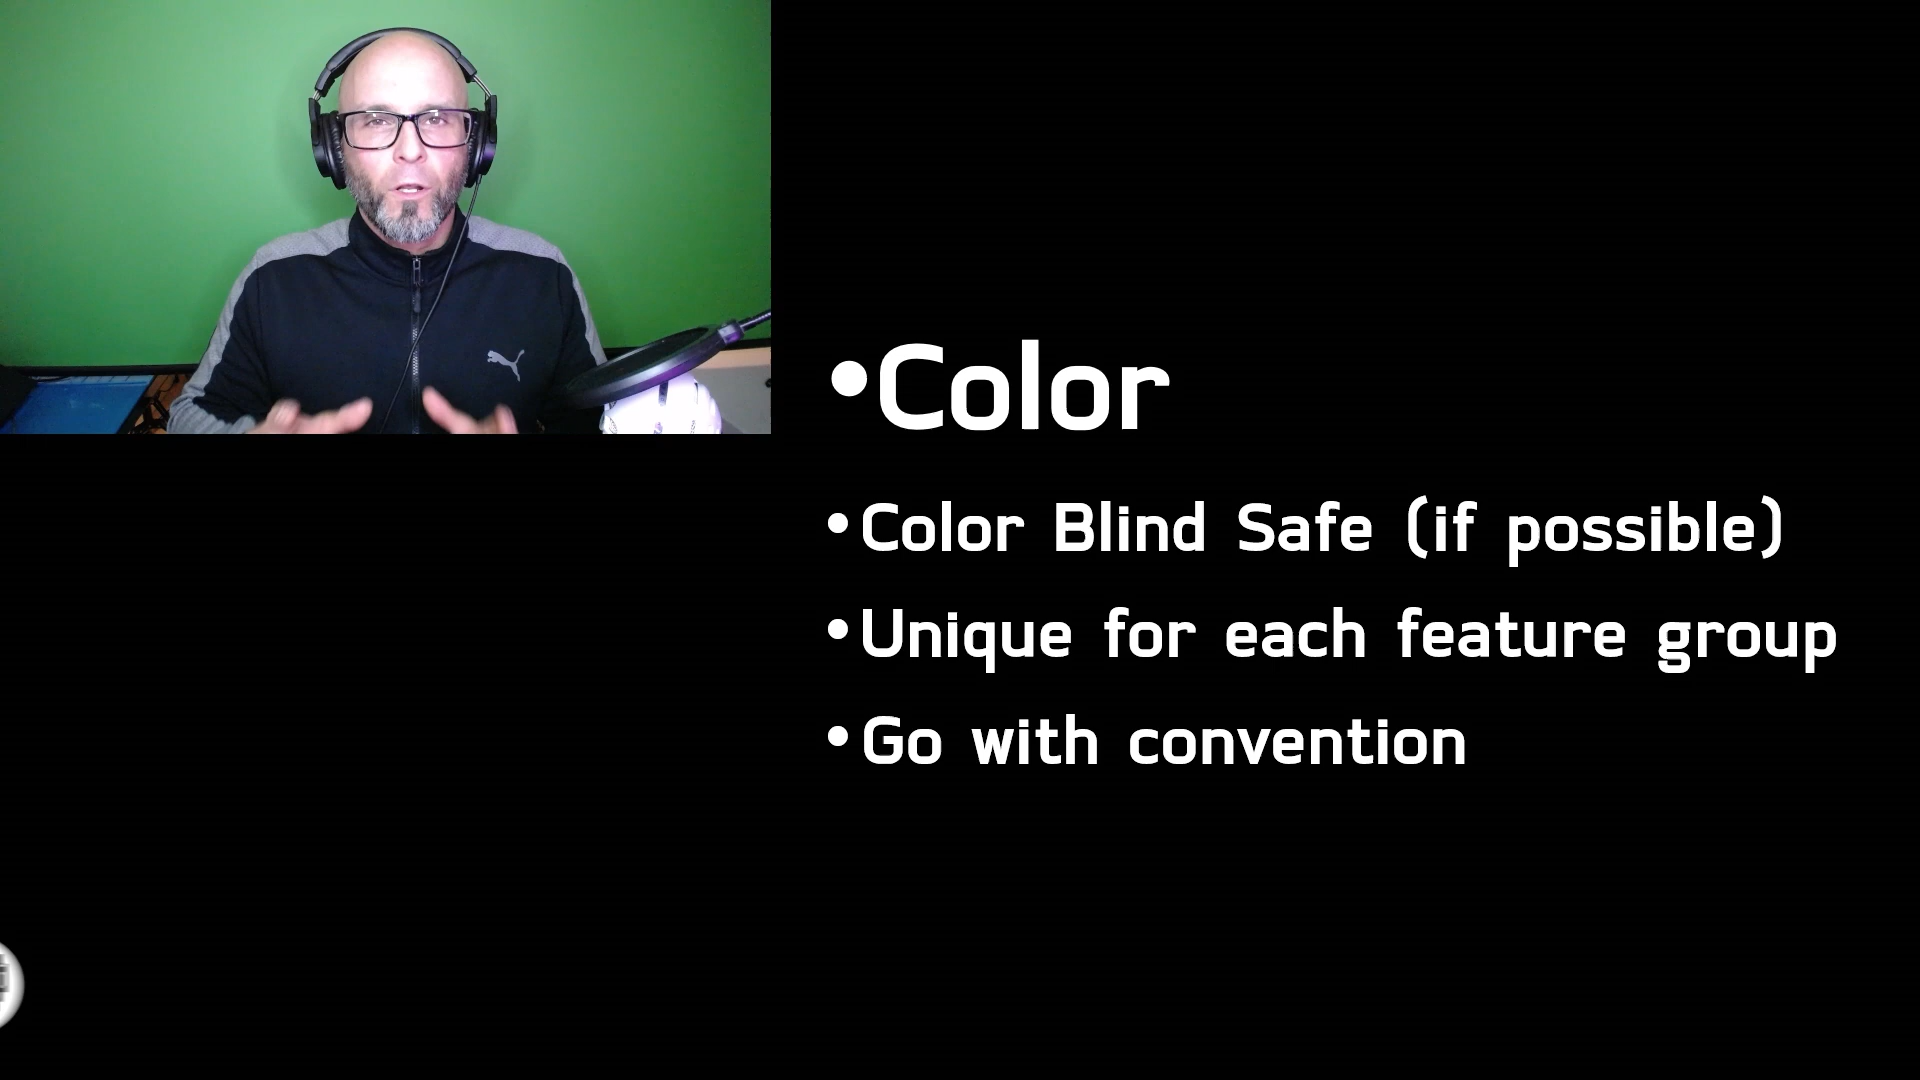 •Color
•Color Blind Safe (if possible)
•Unique for each feature group
•Go with convention